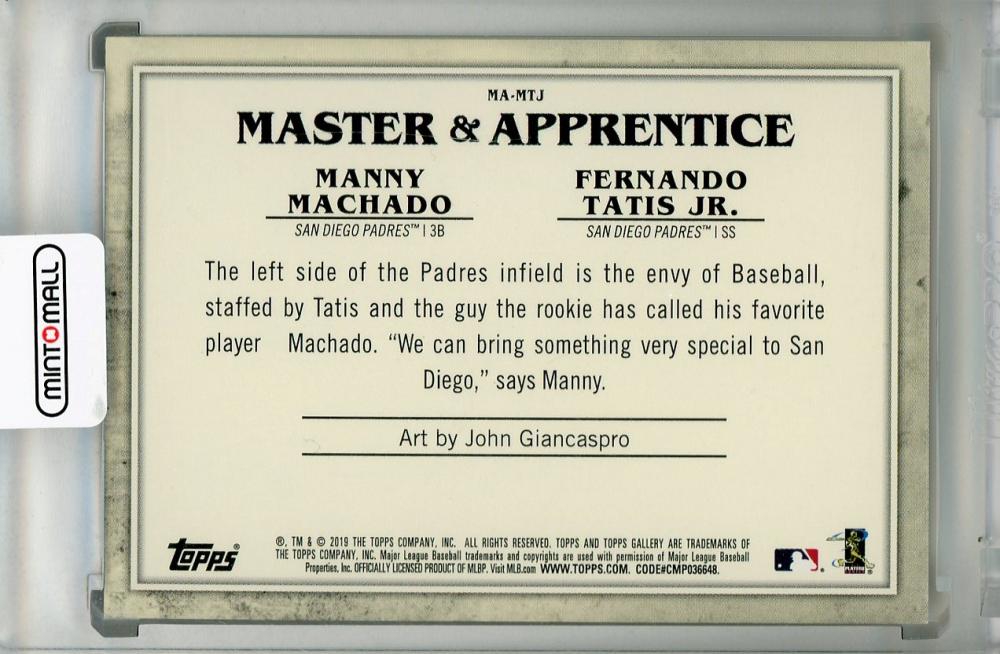 MA-MTJ
MASTER & APPRENTICE
MANNY
MACHADO
SAN DIEGO PADRES™ | 3B
FERNANDO
TATIS JR.
SAN DIEGO PADRES™ | SS
The left side of the Padres infield is the envy of Baseball,
staffed by Tatis and the guy the rookie has called his favorite
player Machado. “We can bring something very special to San
Diego,” says Manny.
Art by John Giancaspro
topps®
®, TM & © 2019 THE TOPPS COMPANY, INC. ALL RIGHTS RESERVED. TOPPS AND TOPPS GALLERY ARE TRADEMARKS OF
THE TOPPS COMPANY, INC. Major League Baseball trademarks and copyrights are used with permission of Major League Baseball
Properties, Inc. OFFICIALLY LICENSED PRODUCT OF MLBP. Visit MLB.com WWW.TOPPS.COM. CODE#CMP036648.
MINTOMALL